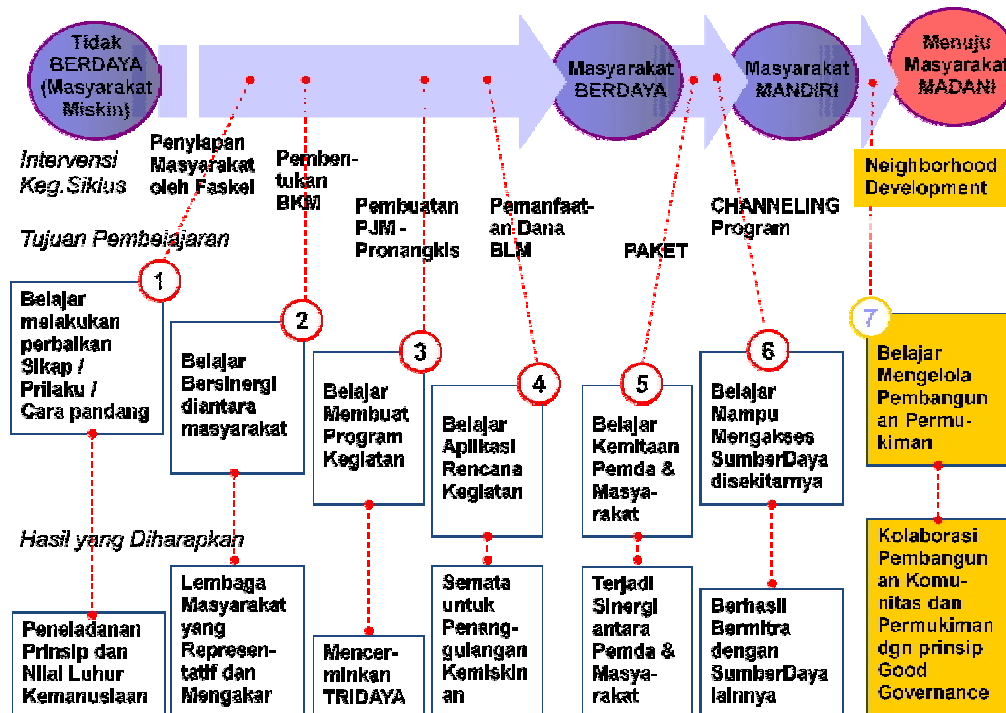 Tidak
BERDAYA
(Masyarakat
Miskin)
Masyarakat
BERDAYA
Masyarakat
MANDIRI
Menuju
Masyarakat
MADANI
Intervensi
Keg.Siklus
Penyiapan
Masyarakat
oleh Faskel
Pemben-
tukan
BKM
Pembuatan
PJM -
Pronangkis
Pemanfaat-
an Dana
BLM
PAKET
CHANNELING
Program
Neighborhood
Development
Tujuan Pembelajaran
1
Belajar
melakukan
perbaikan
Sikap /
Prilaku /
Cara pandang
2
Belajar
Bersinergi
diantara
masyarakat
3
Belajar
Membuat
Program
Kegiatan
4
Belajar
Aplikasi
Rencana
Kegiatan
5
Belajar
Kemitaan
Pemda &
Masya-
rakat
6
Belajar
Mampu
Mengakses
SumberDaya
disekitarnya
7
Belajar
Mengelola
Pembangun
an Permu-
kiman
Hasil yang Diharapkan
Peneladanan
Prinsip dan
Nilai Luhur
Kemanusiaan
Lembaga
Masyarakat
yang
Represen-
tatif dan
Mengakar
Mencer-
minkan
TRIDAYA
Semata
untuk
Penang-
gulangan
Kemiskin
an
Terjadi
Sinergi
antara
Pemda &
Masya-
rakat
Berhasil
Bermitra
dengan
SumberDaya
lainnya
Kolaborasi
Pembangun
an Komu-
nitas dan
Permukiman
dgn prinsip
Good
Governance